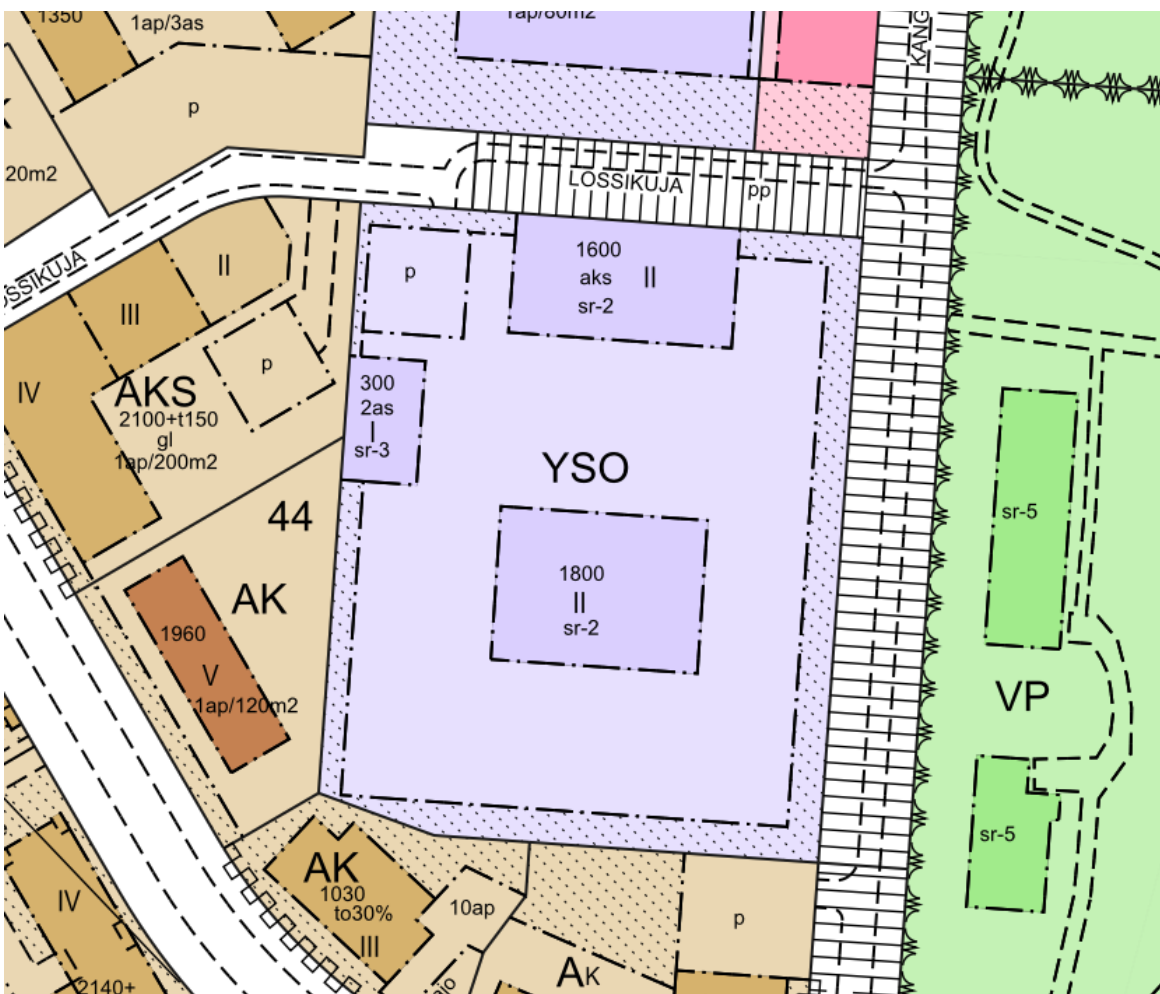 1350
1ap/3as
1ap/80m2
KANG
p
20m2
LOSSIKUJA
pp
LOSSIKUJA
II
III
IV
p
AKS
2100+t150
gl
1ap/200m2
p
1600
aks
II
sr-2
300
2as
I
sr-3
YSO
44
AK
1960
V
1ap/120m2
1800
II
sr-2
sr-5
VP
sr-5
AK
1030
to30%
III
10ap
p
AK
IV
2140+